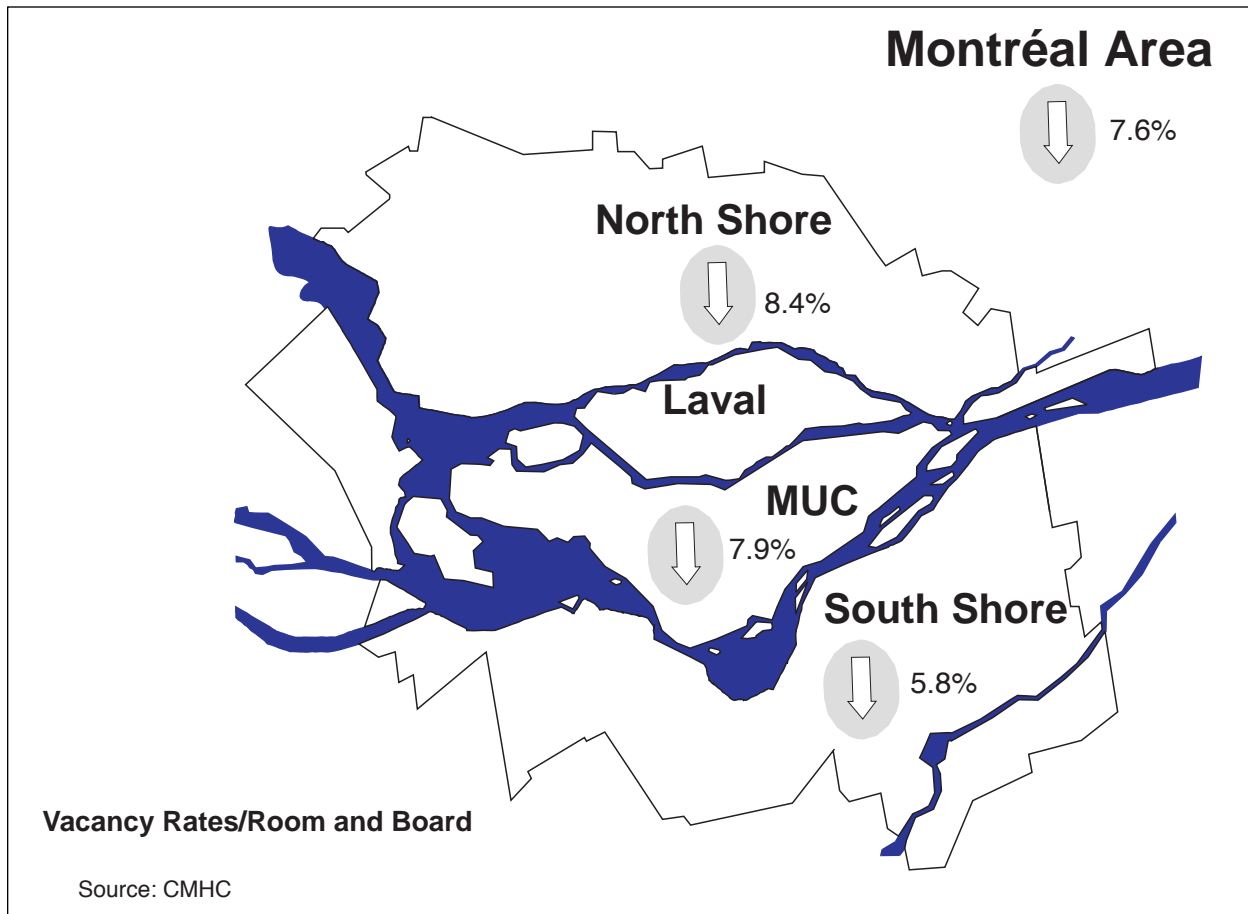 Montréal Area
7.6%
North Shore
8.4%
Laval
MUC
7.9%
South Shore
5.8%
Vacancy Rates/Room and Board
Source: CMHC